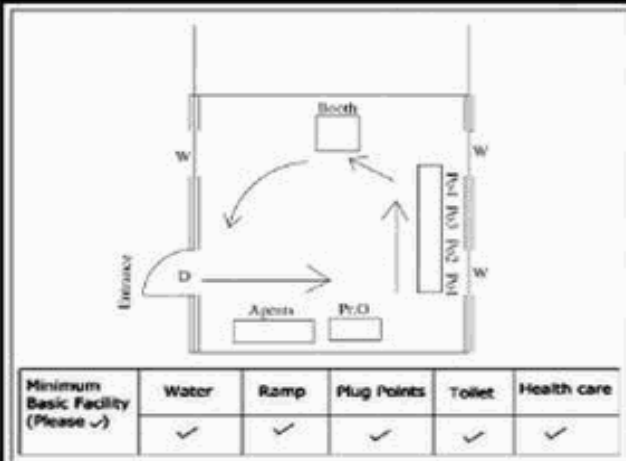 Booth
W
W
Po4
Po3
Po2
Po1
W
Entrance
D
Agents
Pr.O
Minimum Basic Facility (Please ✓)
Water
Ramp
Plug Points
Toilet
Health care
✓ ✓ ✓ ✓ ✓